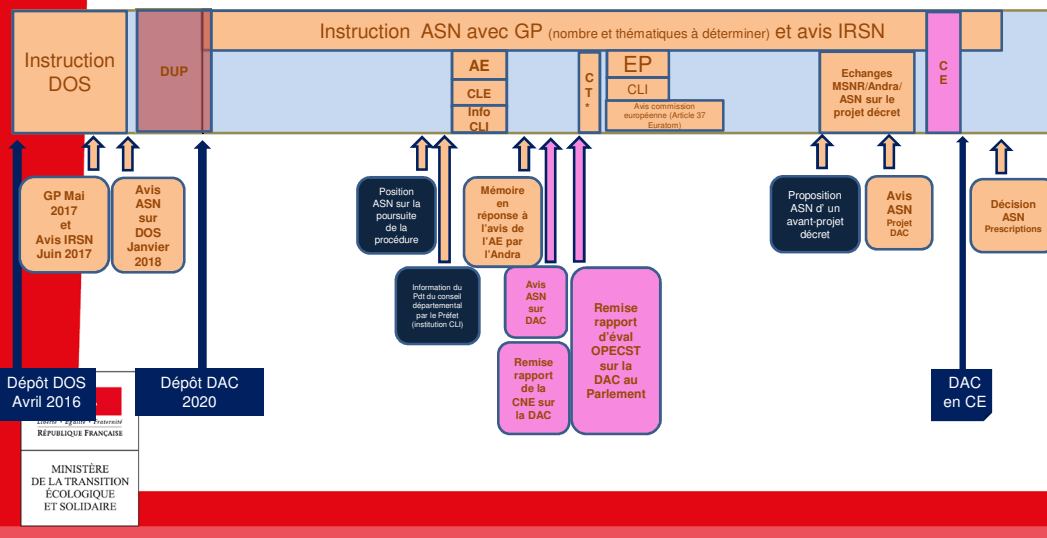 Instruction ASN avec GP (nombre et thématiques à déterminer) et avis IRSN
Instruction
DOS
DUP
AE
CLE
Info
CLI
C
T
*
EP
CLI
Avis commission
européenne (Article 37
Euratom)
Echanges
MSNR/Andra/
ASN sur le
projet décret
C
E
GP Mai
2017
et
Avis IRSN
Juin 2017
Avis
ASN
sur
DOS
Janvier
2018
Position
ASN sur la
poursuite
de la
procédure
Mémoire
en
réponse à
l'avis de
l'AE par
l'Andra
Proposition
ASN d' un
avant-projet
décret
Avis
ASN
Projet
DAC
Décision
ASN
Prescriptions
Information du
Pdt du conseil
départemental
par le Préfet
(institution CLI)
Avis
ASN
sur
DAC
Remise
rapport
de la
CNE sur
la DAC
Remise
rapport
d'éval
OPECST
sur la
DAC au
Parlement
Dépôt DOS
Avril 2016
Dépôt DAC
2020
DAC
en CE
Liberté • Égalité • Fraternité
RÉPUBLIQUE FRANÇAISE
MINISTÈRE
DE LA TRANSITION
ÉCOLOGIQUE
ET SOLIDAIRE